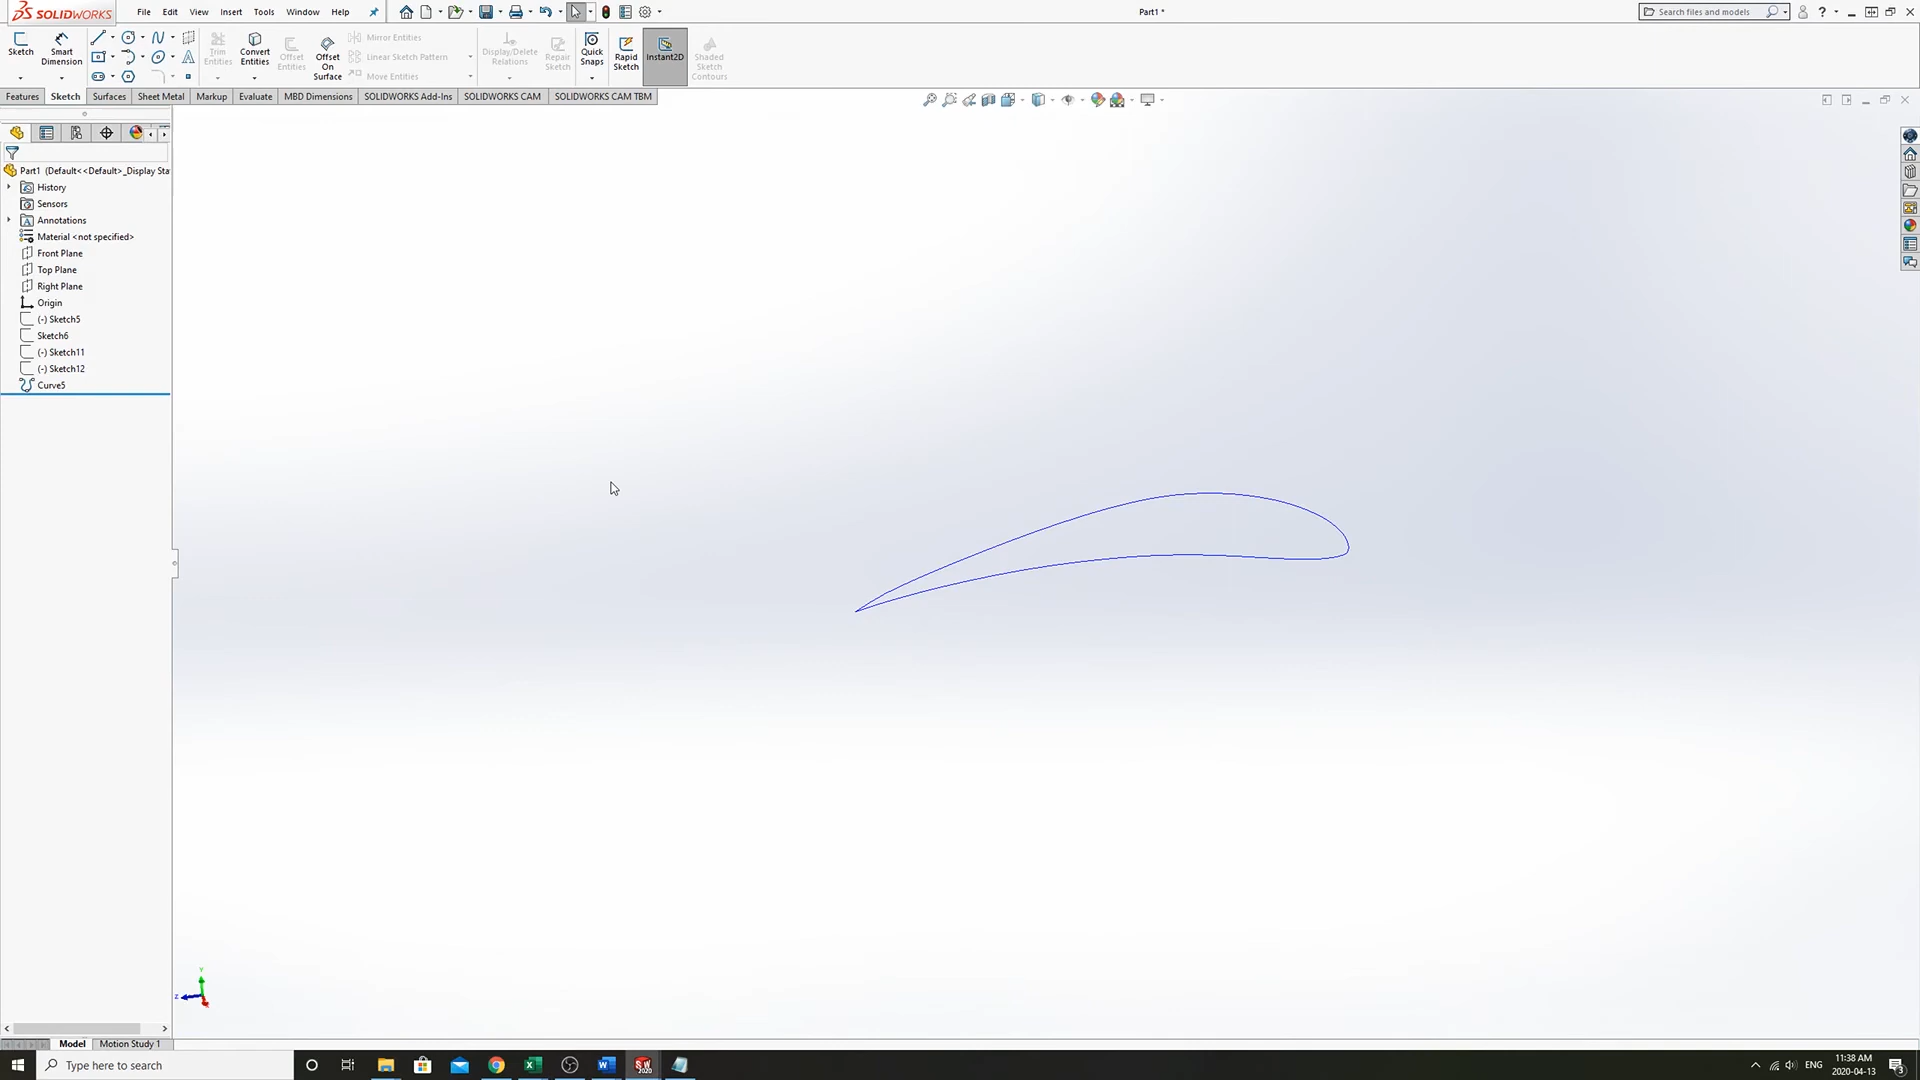 SOLIDWORKS File Edit View Insert Tools Window Help Part1 * Search files and models ?
Sketch Smart Dimension Trim Entities Convert Entities Offset Entities Offset On Surface Mirror Entities Linear Sketch Pattern Move Entities Display/Delete Relations Repair Sketch Quick Snaps Rapid Sketch Instant2D Shaded Sketch Contours
Features Sketch Surfaces Sheet Metal Markup Evaluate MBD Dimensions SOLIDWORKS Add-Ins SOLIDWORKS CAM SOLIDWORKS CAM TBM
Part1 (Default<<Default>_Display Sta
History
Sensors
Annotations
Material <not specified>
Front Plane
Top Plane
Right Plane
Origin
(-) Sketch5
Sketch6
(-) Sketch11
(-) Sketch12
Curve5
Y
Z
Model Motion Study 1
Type here to search ENG 11:38 AM
2020-04-13